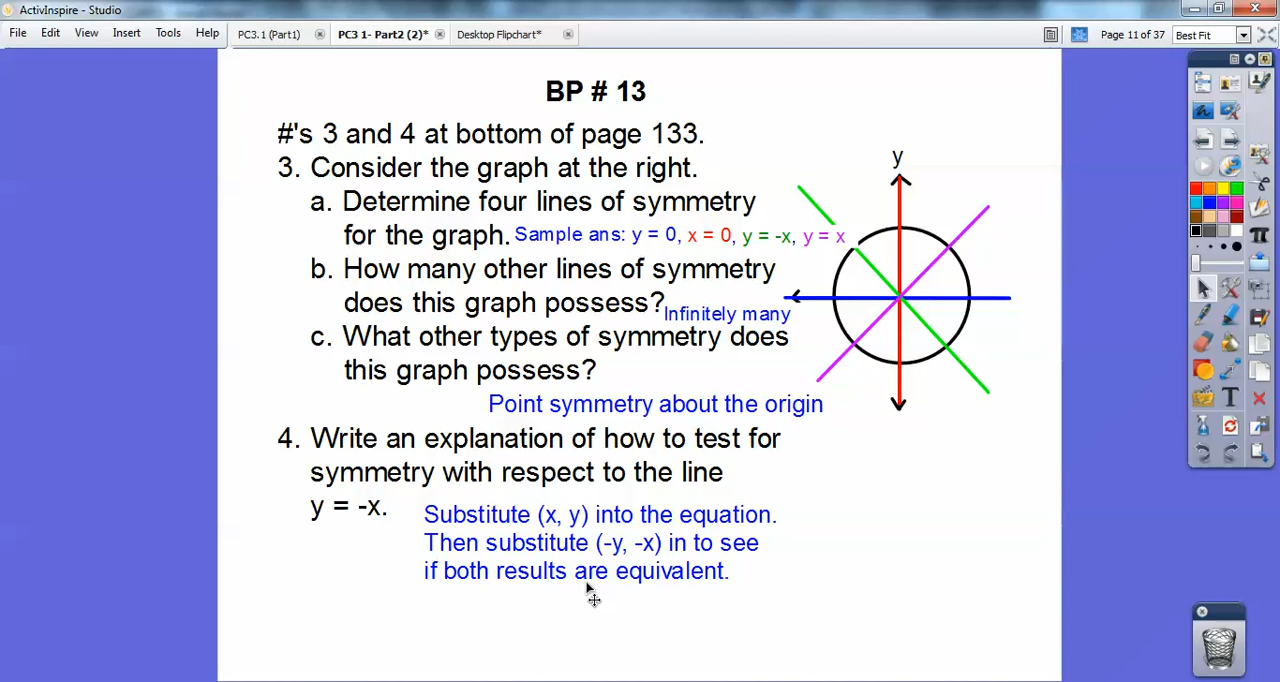 ActivInspire - Studio
File Edit View Insert Tools Help
PC3.1 (Part1) PC3 1- Part2 (2)* Desktop Flipchart*
Page 11 of 37 Best Fit
BP # 13
#'s 3 and 4 at bottom of page 133.
3. Consider the graph at the right.
a. Determine four lines of symmetry
for the graph. Sample ans: y = 0, x = 0, y = -x, y = x
b. How many other lines of symmetry
does this graph possess? Infinitely many
c. What other types of symmetry does
this graph possess?
Point symmetry about the origin
y
4. Write an explanation of how to test for
symmetry with respect to the line
y = -x.
Substitute (x, y) into the equation.
Then substitute (-y, -x) in to see
if both results are equivalent.